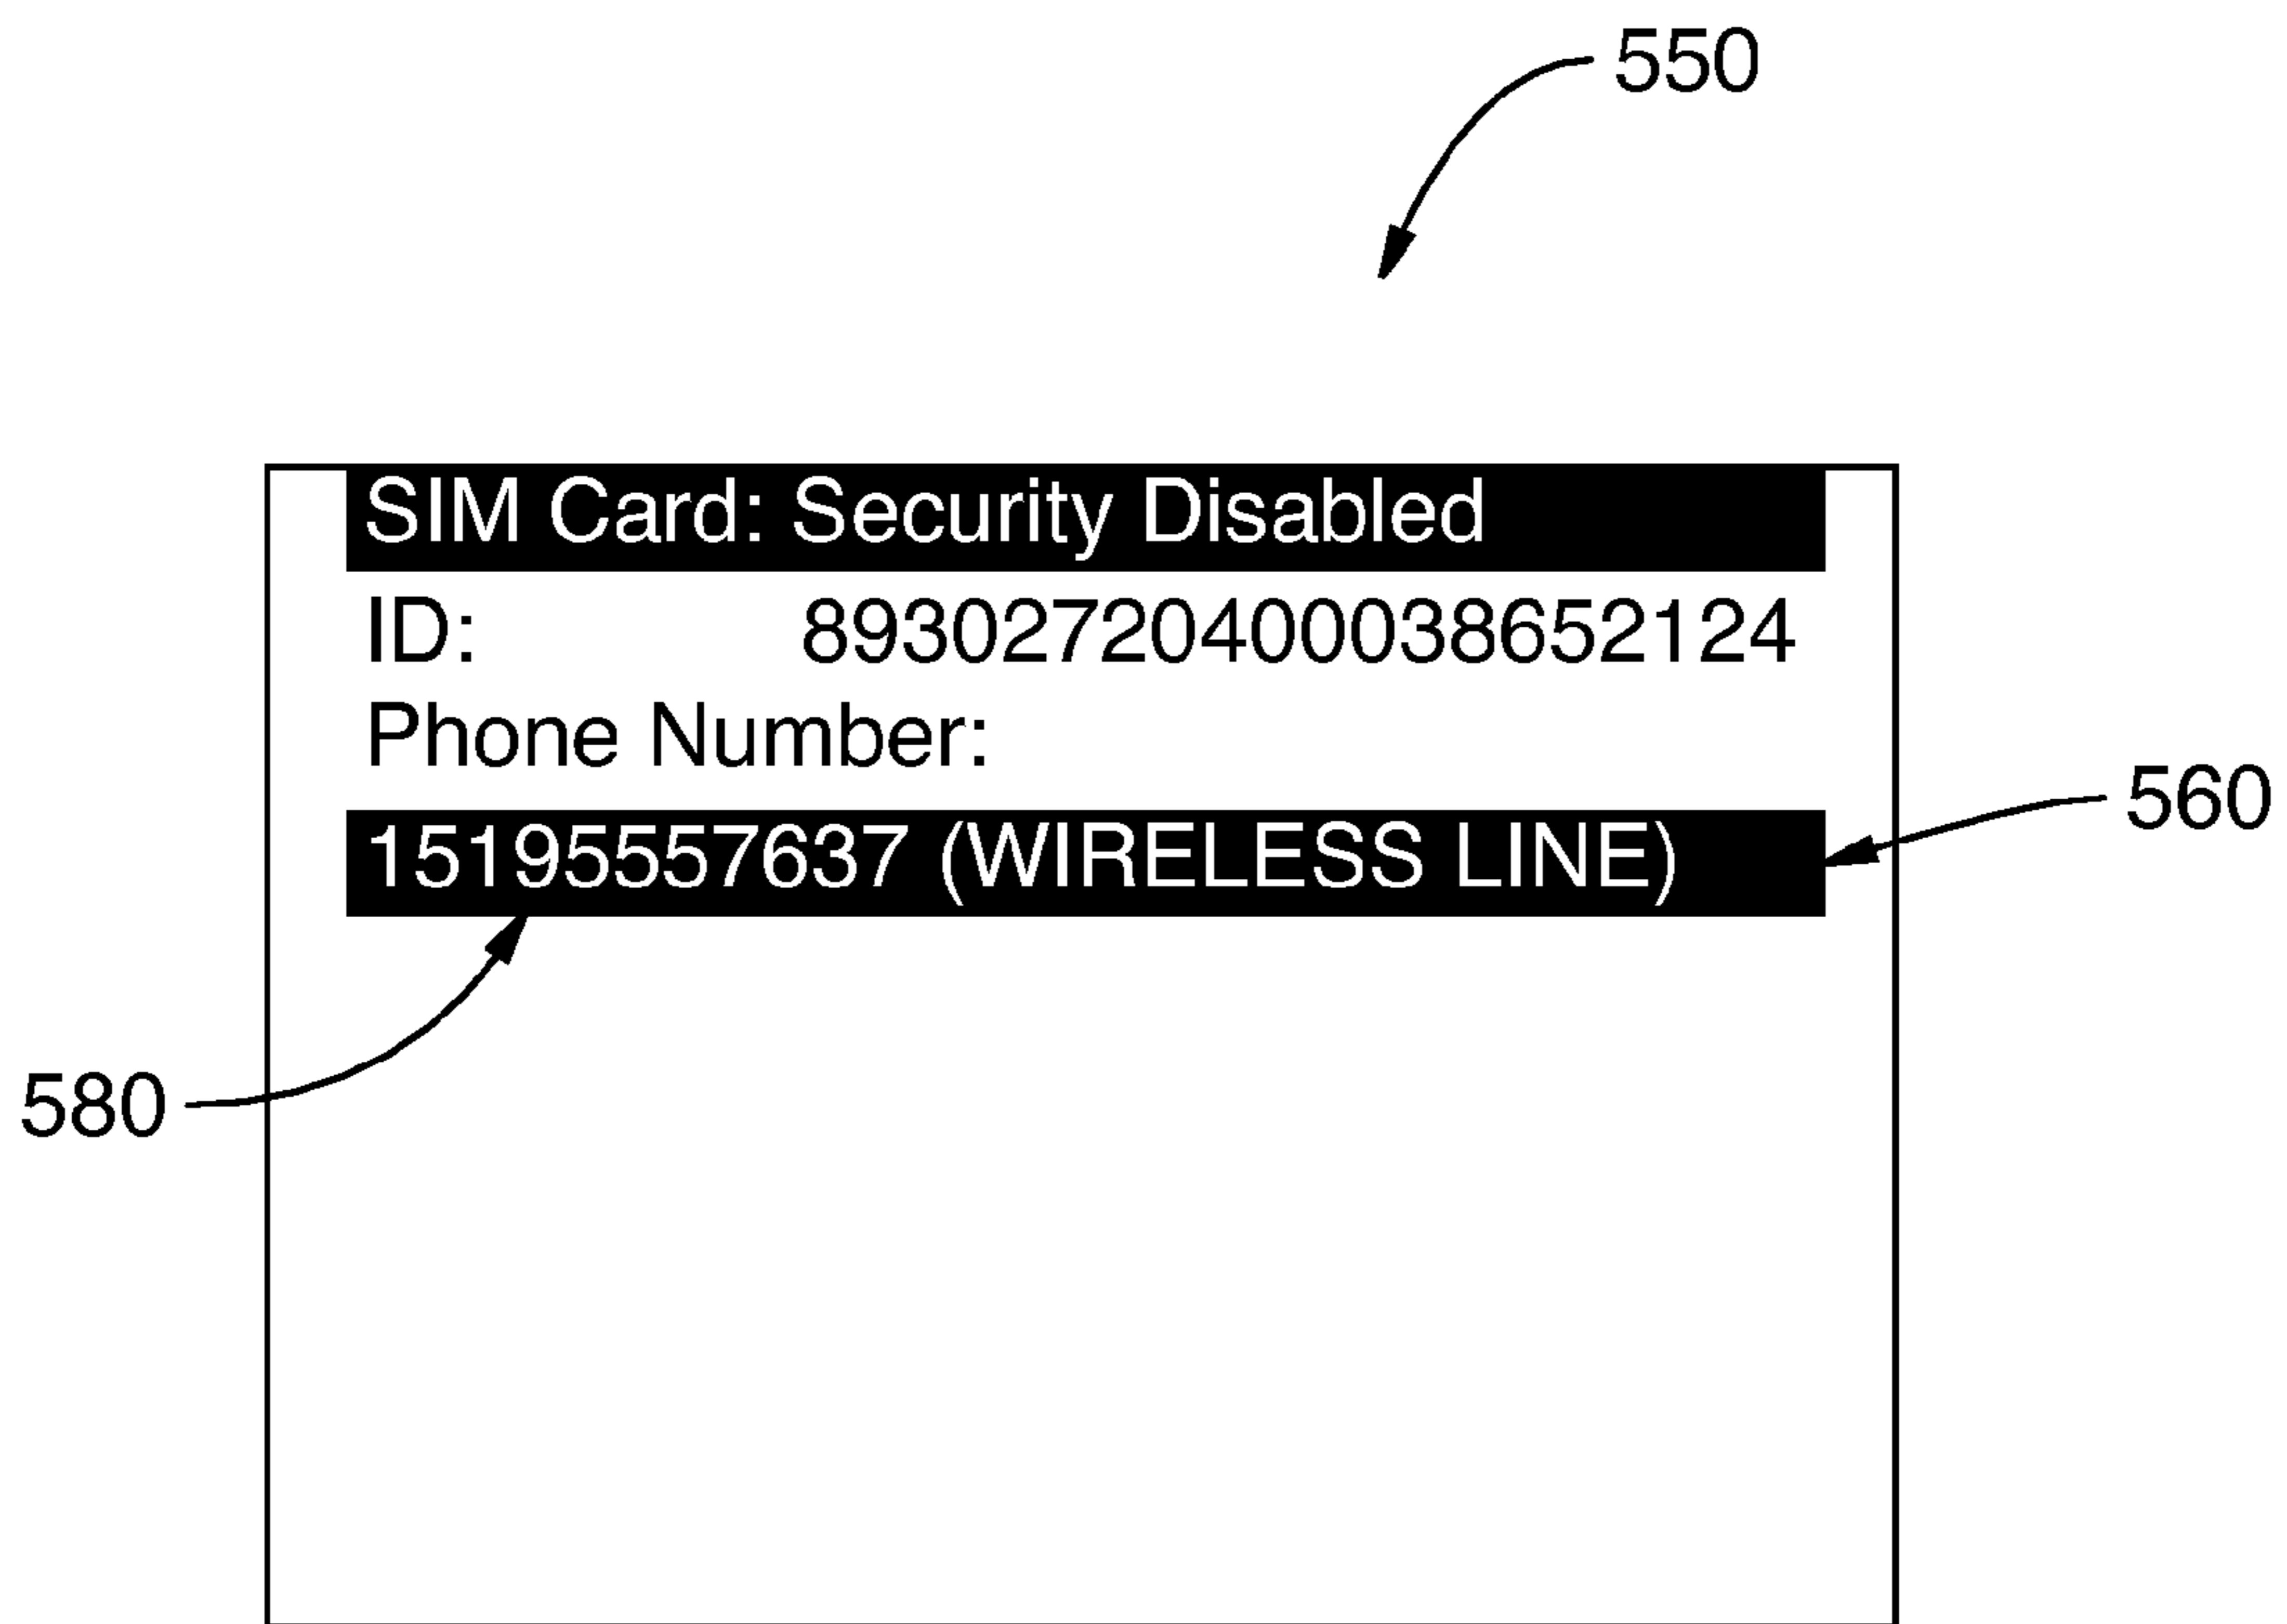 550
SIM Card: Security Disabled
ID: 89302720400038652124
Phone Number:
560
15195557637 (WIRELESS LINE)
580